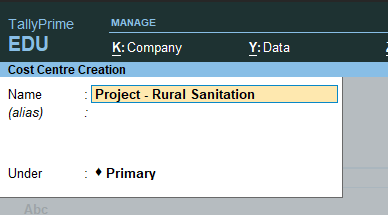 TallyPrime
EDU
MANAGE
K: Company Y: Data
Cost Centre Creation
Name : Project - Rural Sanitation
(alias) :
Under : ♦ Primary
Abc